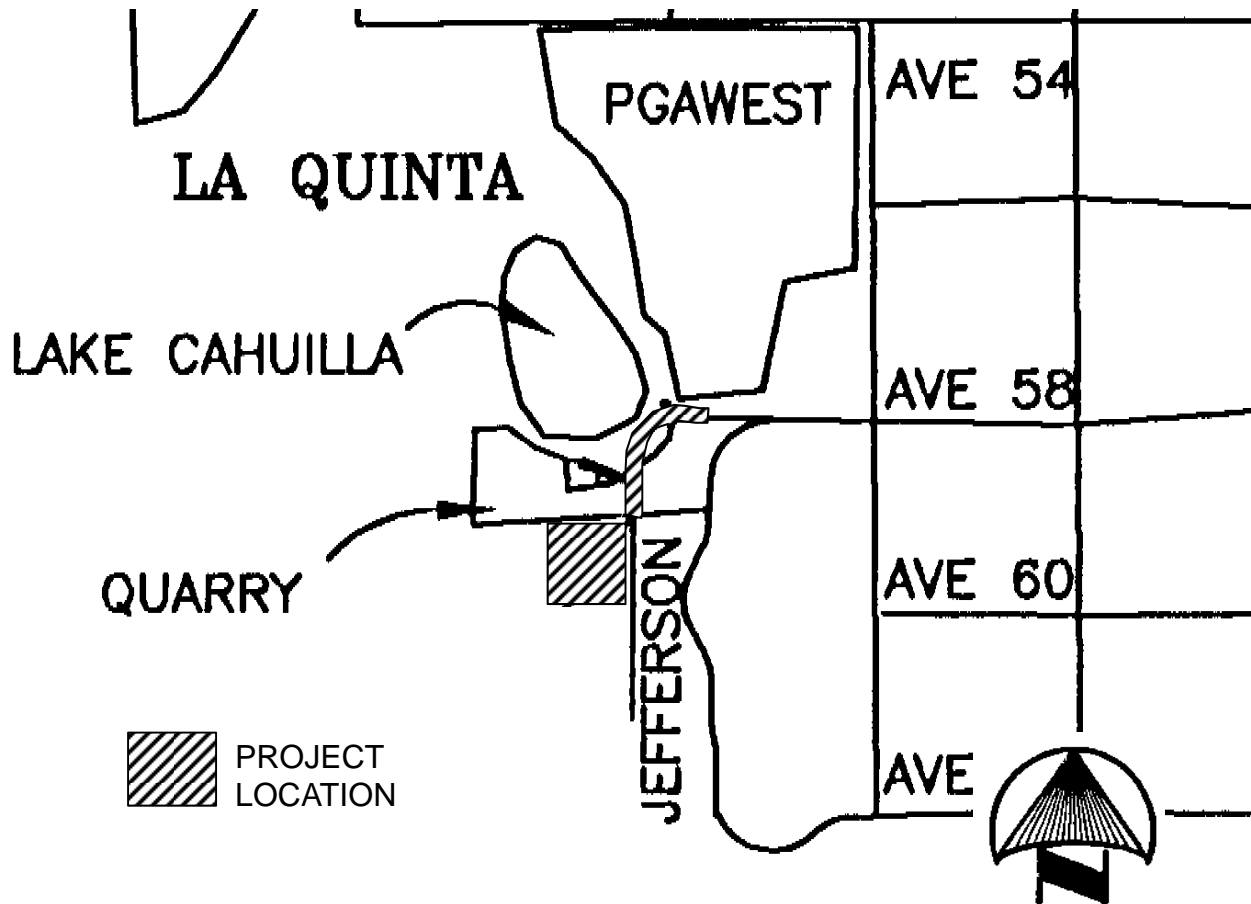 AVE 54
PGAWEST
LA QUINTA
LAKE CAHUILLA
AVE 58
QUARRY
AVE 60
JEFFERSON
PROJECT
LOCATION
AVE
N